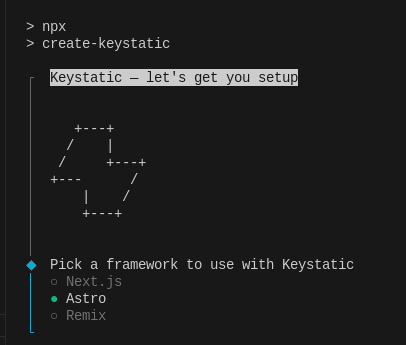 > npx
> create-keystatic
Keystatic — let's get you setup
+---+
/    |
/     +---+
+---      /
|    /
+---+
◆ Pick a framework to use with Keystatic
○ Next.js
● Astro
○ Remix